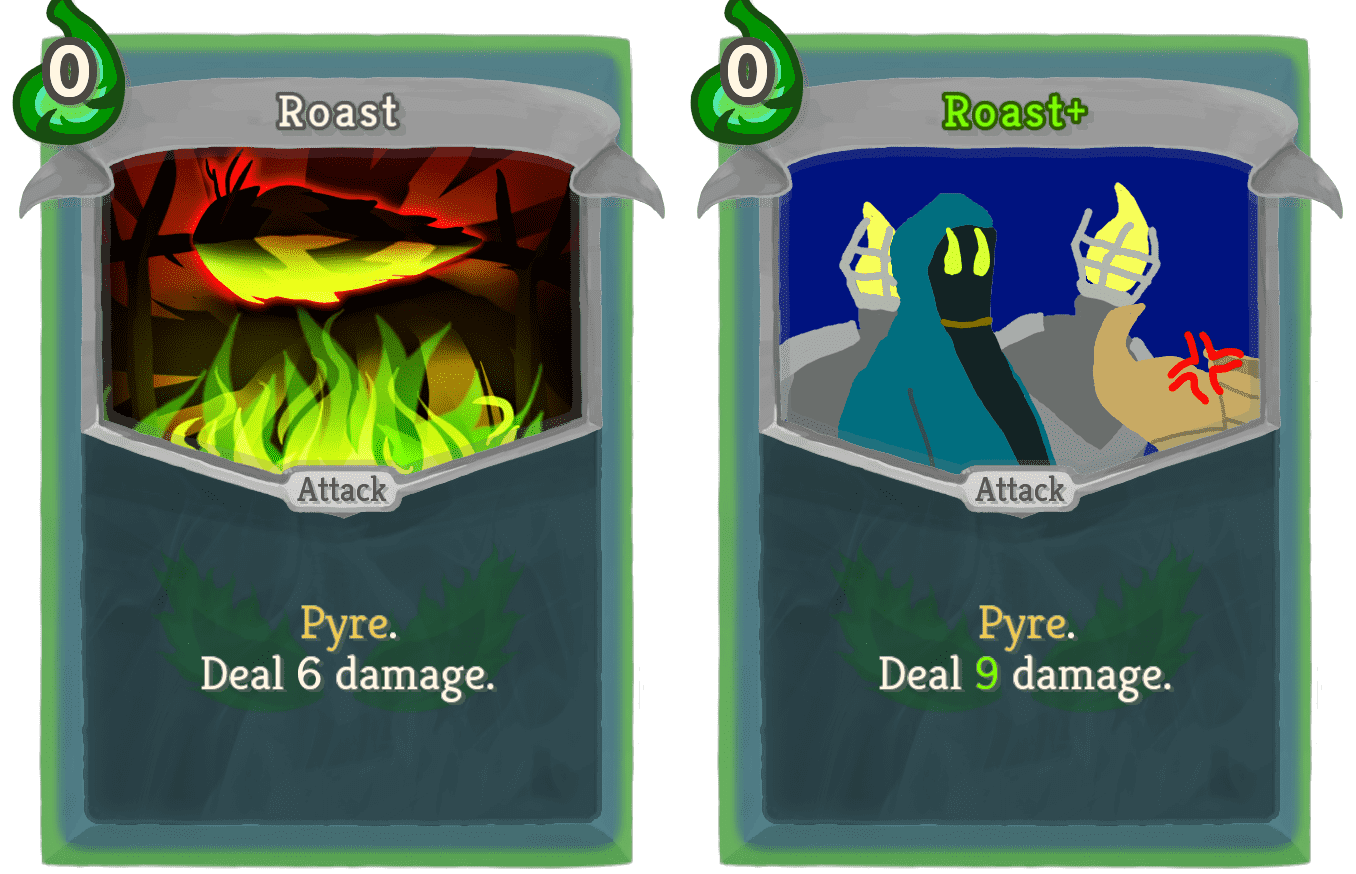 0
Roast
Attack
Pyre.
Deal 6 damage.
0
Roast+
Attack
Pyre.
Deal 9 damage.